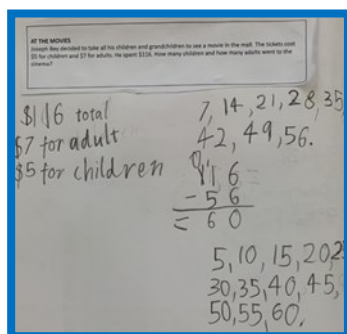 AT THE MOVIES
Joseph Bey decided to take all his children and grandchildren to see a movie in the mall. The tickets cost
$5 for children and $7 for adults. He spent $116. How many children and how many adults went to the
cinema?
$116 total
$7 for adult
$5 for children
7, 14, 21, 28, 35
42, 49, 56.
116 =
- 56
= 60
5, 10, 15, 20, 2
30, 35, 40, 45,
50, 55, 60.